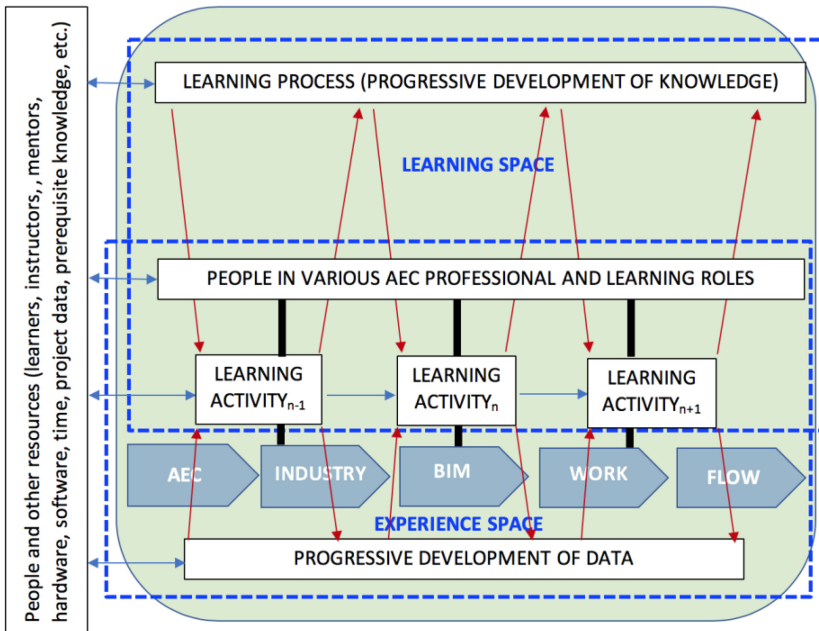 People and other resources (learners, instructors, , mentors,
hardware, software, time, project data, prerequisite knowledge, etc.)
LEARNING PROCESS (PROGRESSIVE DEVELOPMENT OF KNOWLEDGE)
LEARNING SPACE
PEOPLE IN VARIOUS AEC PROFESSIONAL AND LEARNING ROLES
LEARNING
ACTIVITYn-1
LEARNING
ACTIVITYn
LEARNING
ACTIVITYn+1
AEC
INDUSTRY
BIM
WORK
FLOW
EXPERIENCE SPACE
PROGRESSIVE DEVELOPMENT OF DATA